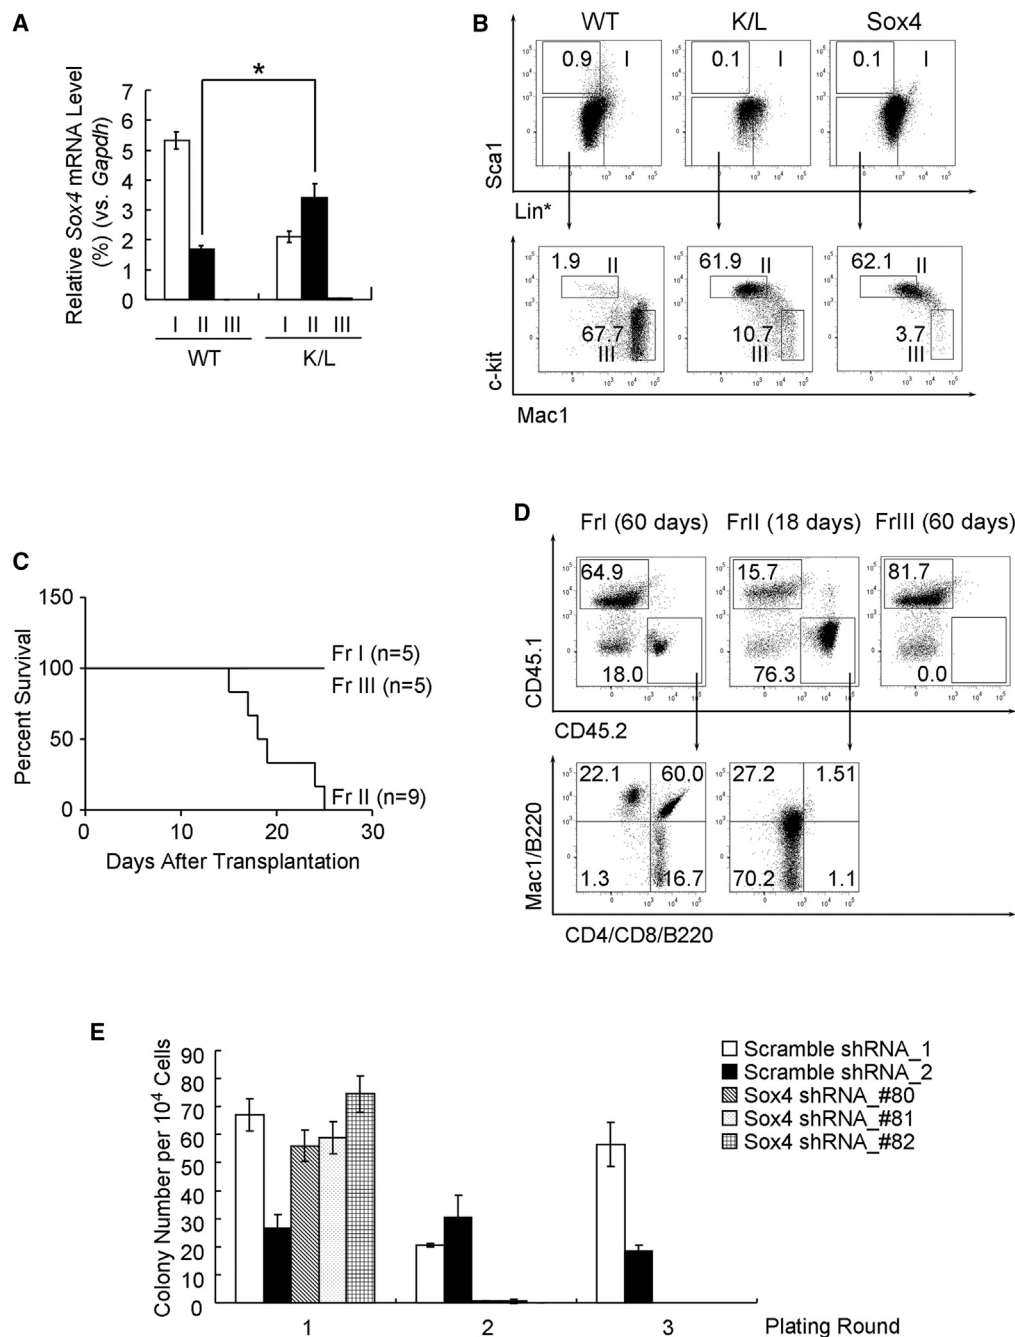 A
*
Relative Sox4 mRNA Level
(%) (vs. Gapdh)
7
6
5
4
3
2
1
0
I II III I II III
WT K/L
B
WT K/L Sox4
0.9 I
0.1 I
0.1 I
Sca1
Lin*
1.9 II
67.7
III
61.9 II
10.7
III
62.1 II
3.7
III
c-kit
Mac1
C
Percent Survival
150
100
50
0
0 10 20 30
Fr I (n=5)
Fr III (n=5)
Fr II (n=9)
Days After Transplantation
D
FrI (60 days) FrII (18 days) FrIII (60 days)
64.9
18.0
15.7
76.3
81.7
0.0
CD45.1
CD45.2
22.1 60.0
1.3 16.7
27.2 1.51
70.2 1.1
Mac1/B220
CD4/CD8/B220
E
Colony Number per 10⁴ Cells
90
80
70
60
50
40
30
20
10
0
1 2 3 Plating Round
Scramble shRNA_1
Scramble shRNA_2
Sox4 shRNA_#80
Sox4 shRNA_#81
Sox4 shRNA_#82